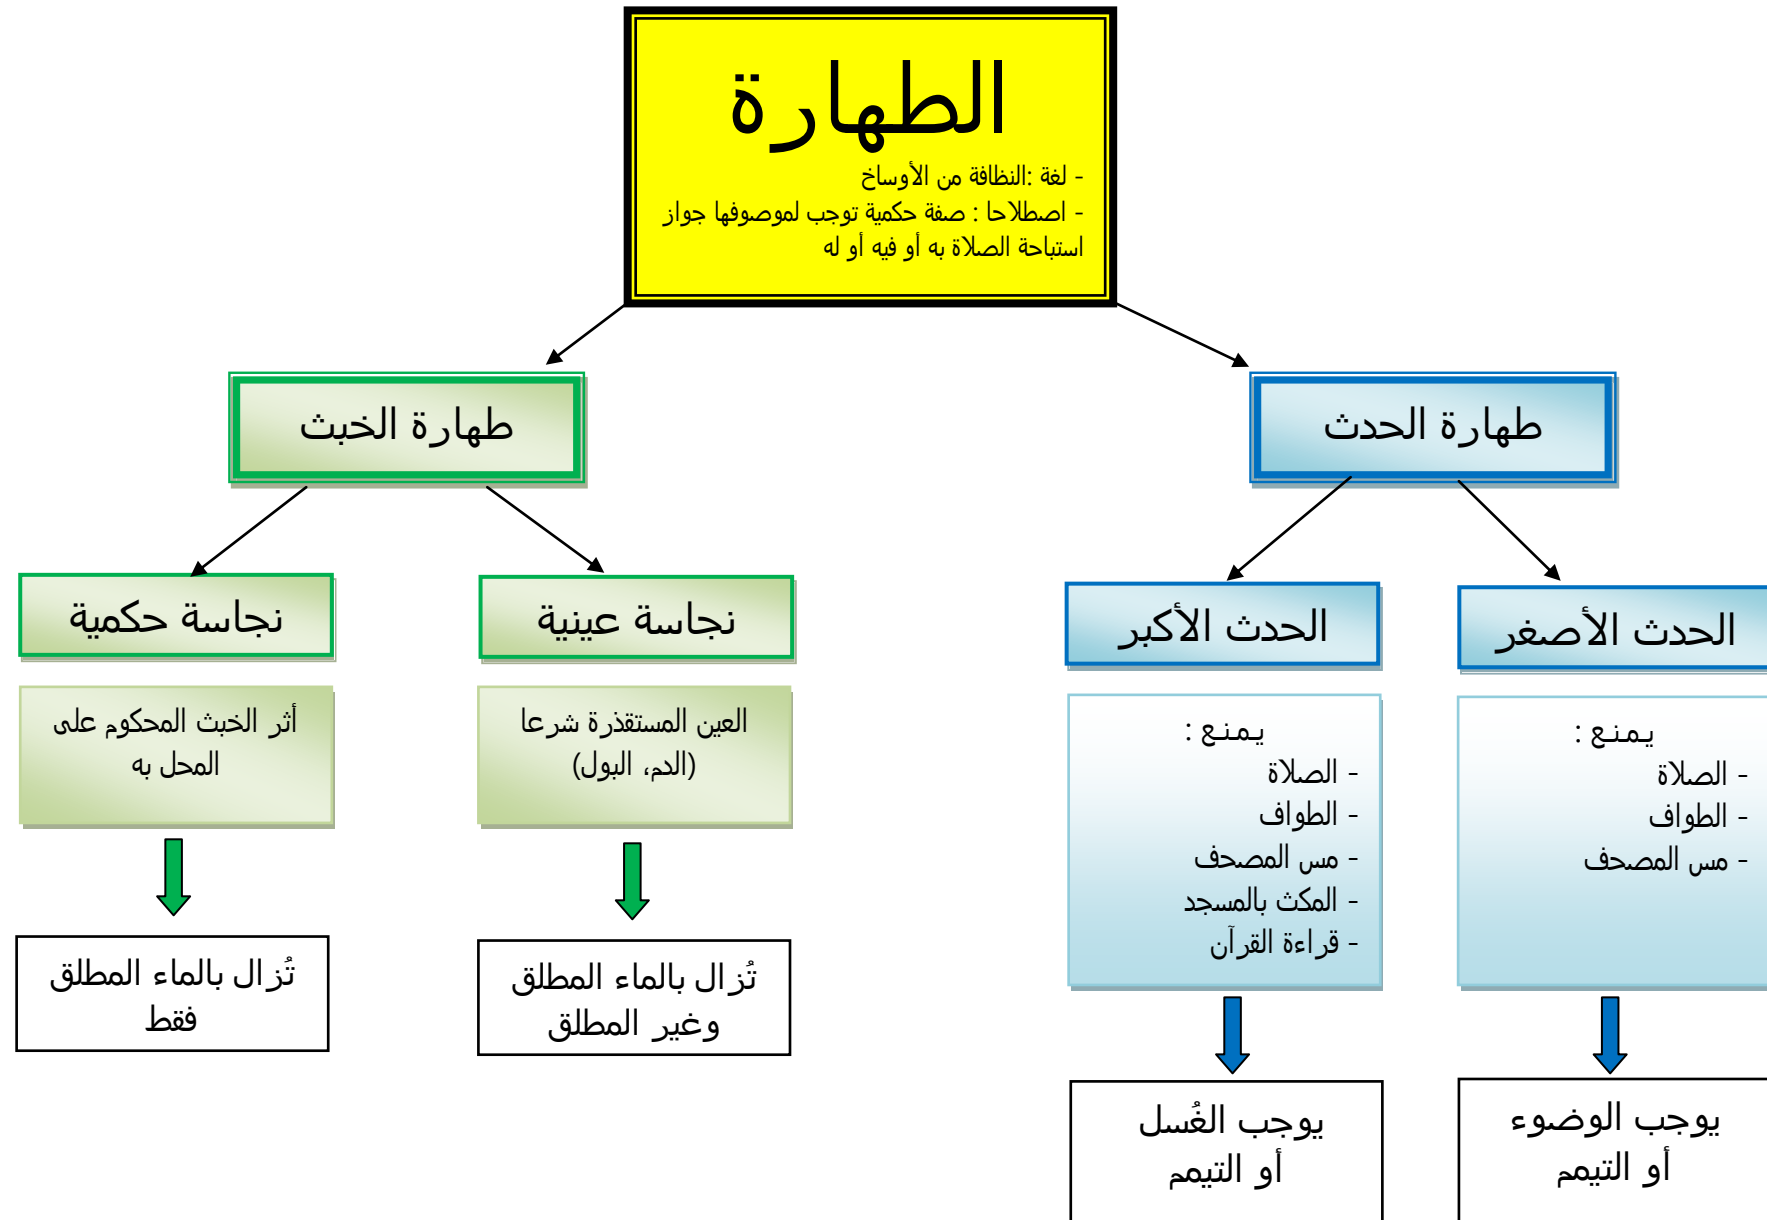 الطهارة
- لغة :النظافة من الأوساخ
- اصطلاحا : صفة حكمية توجب لموصوفها جواز
استباحة الصلاة به أو فيه أو له
طهارة الحدث
طهارة الخبث
الحدث الأصغر
الحدث الأكبر
نجاسة عينية
نجاسة حكمية
يـمنـع :
- الصلاة
- الطواف
- مس المصحف
يـمنـع :
- الصلاة
- الطواف
- مس المصحف
- المكث بالمسجد
- قراءة القرآن
العين المستقذرة شرعا
(الدم، البول)
أثر الخبث المحكوم على
المحل به
يوجب الوضوء
أو التيمم
يوجب الغُسل
أو التيمم
تُزال بالماء المطلق
وغير المطلق
تُزال بالماء المطلق
فقط